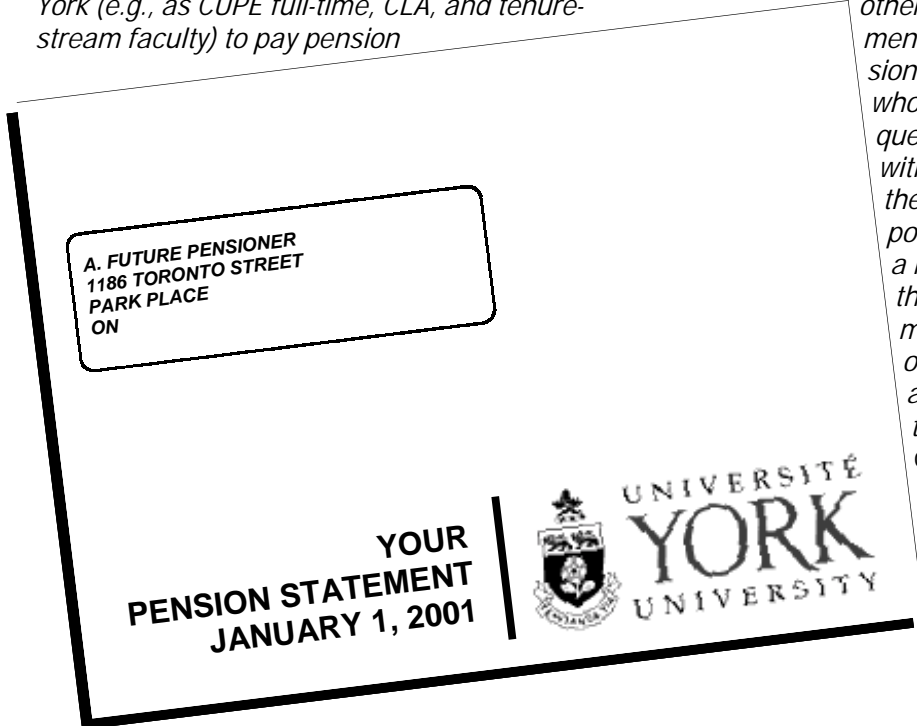 York (e.g., as CUPE full-time, CLA, and tenure-
stream faculty) to pay pension
A. FUTURE PENSIONER
1186 TORONTO STREET
PARK PLACE
ON
YOUR
PENSION STATEMENT
JANUARY 1, 2001
UNIVERSITÉ
YORK
UNIVERSITY
who